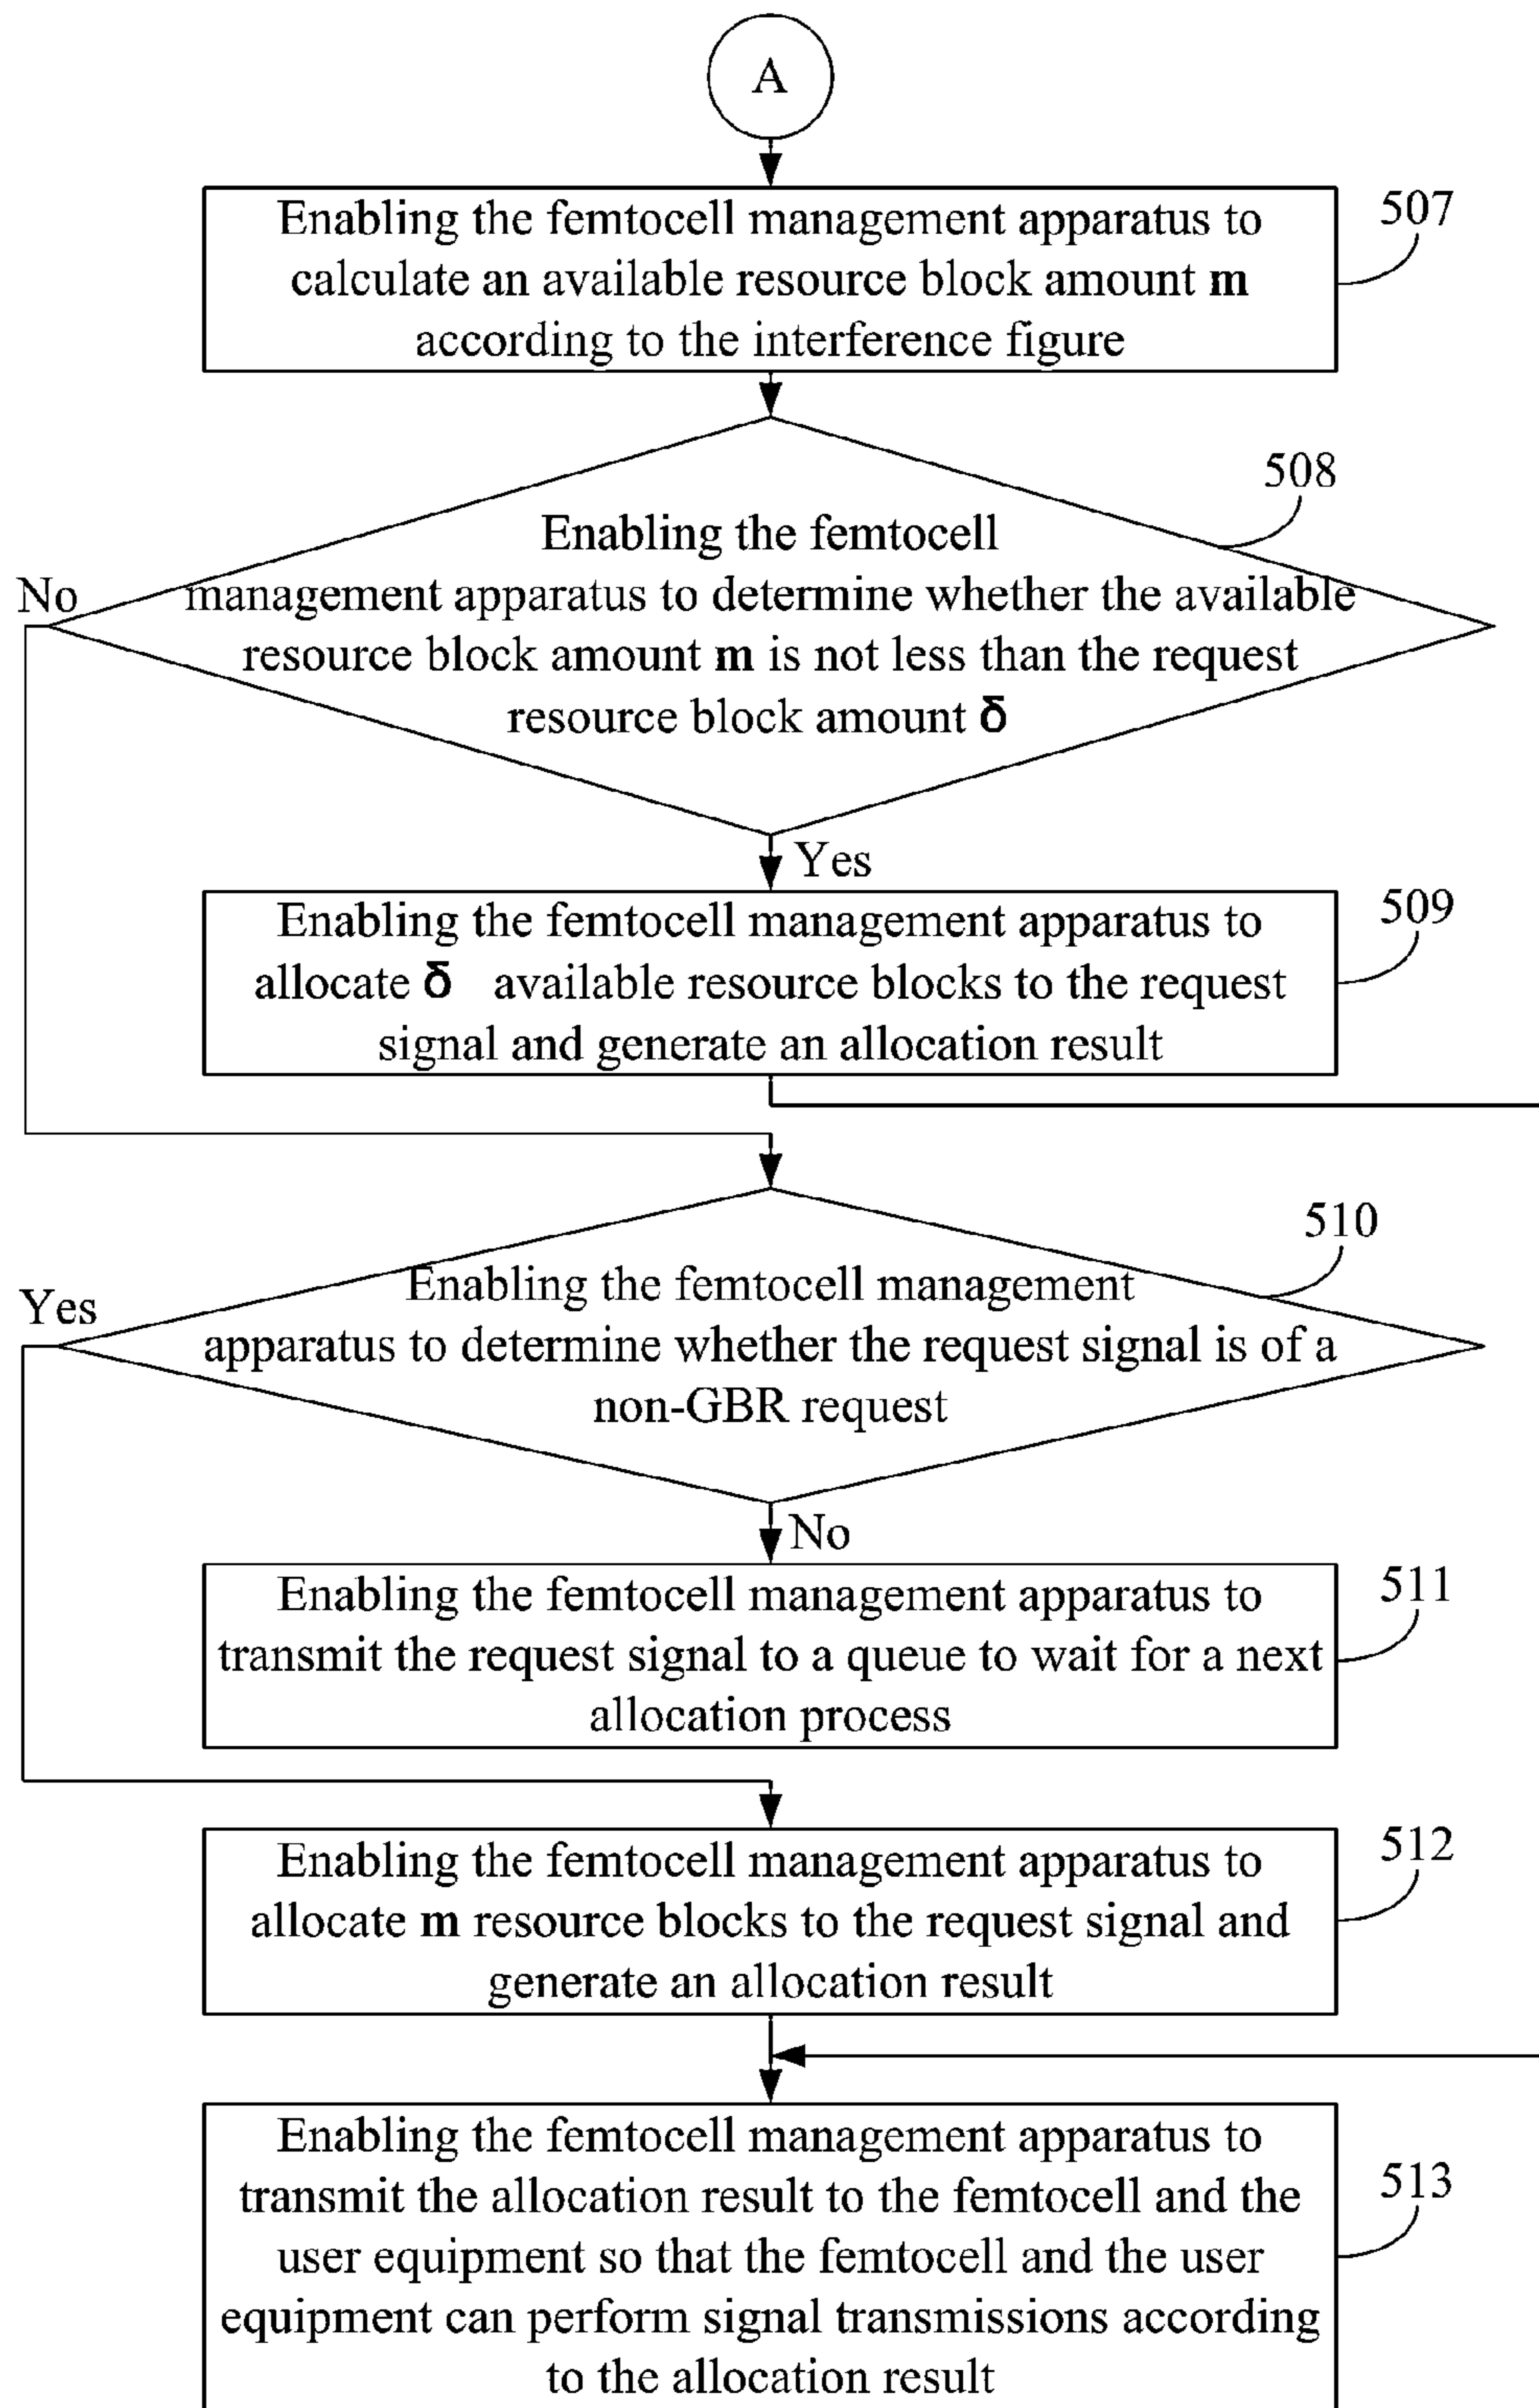 A
Enabling the femtocell management apparatus to
calculate an available resource block amount m
according to the interference figure
507
508
Enabling the femtocell
management apparatus to determine whether the available
resource block amount m is not less than the request
resource block amount δ
No
Yes
Enabling the femtocell management apparatus to
allocate δ available resource blocks to the request
signal and generate an allocation result
509
510
Enabling the femtocell management
apparatus to determine whether the request signal is of a
non-GBR request
Yes
No
Enabling the femtocell management apparatus to
transmit the request signal to a queue to wait for a next
allocation process
511
Enabling the femtocell management apparatus to
allocate m resource blocks to the request signal and
generate an allocation result
512
Enabling the femtocell management apparatus to
transmit the allocation result to the femtocell and the
user equipment so that the femtocell and the user
equipment can perform signal transmissions according
to the allocation result
513